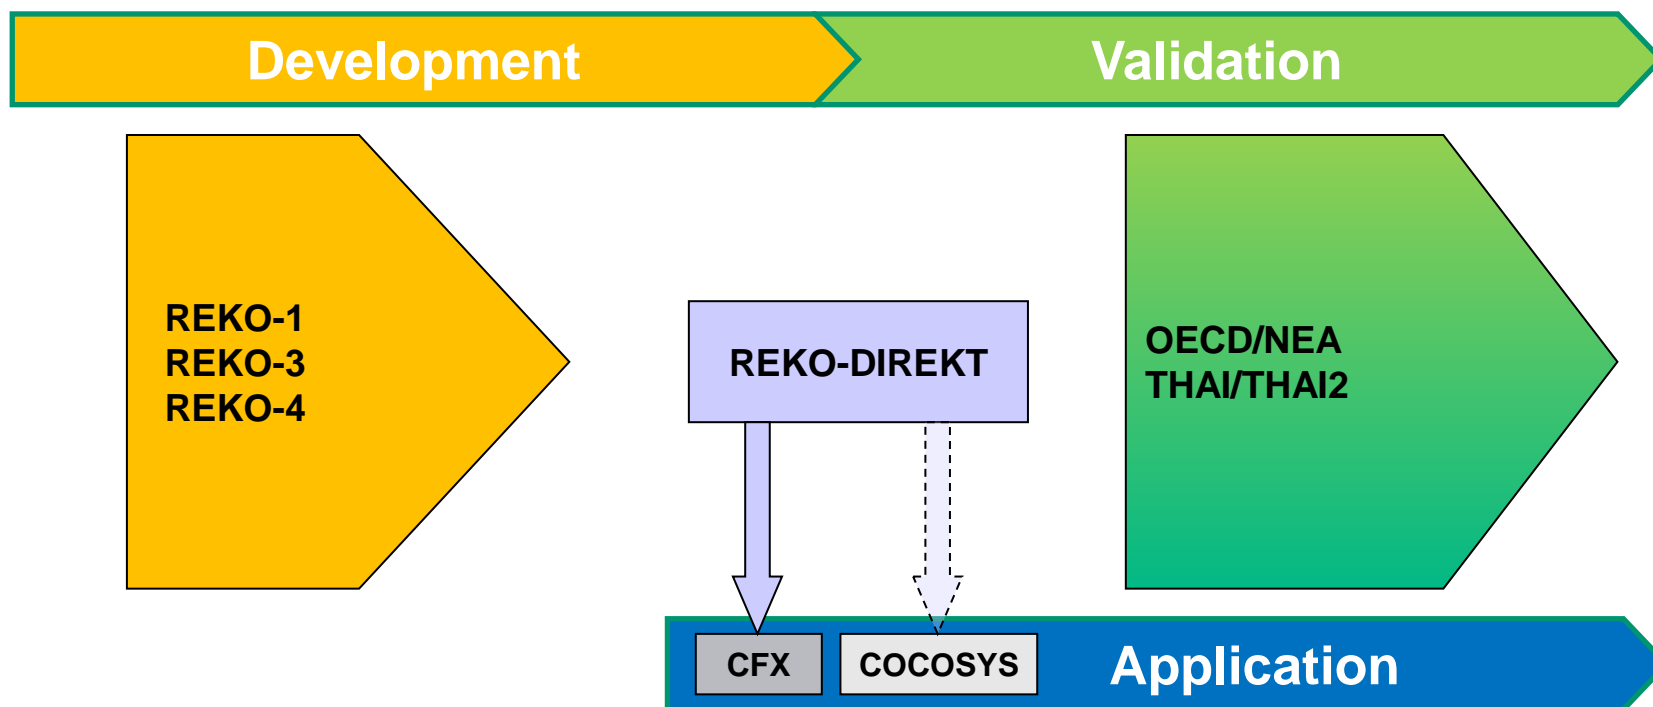 Development
Validation
REKO-1
REKO-3
REKO-4
REKO-DIREKT
OECD/NEA
THAI/THAI2
CFX
COCOSYS
Application